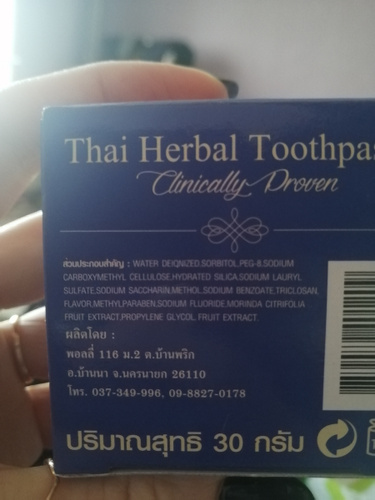 Thai Herbal Toothpas
Clinically Proven
ส่วนประกอบสำคัญ : WATER DEIQNIZED,SORBITOL,PEG-8,SODIUM
CARBOXYMETHYL CELLULOSE,HYDRATED SILICA,SODIUM LAURYL
SULFATE,SODIUM SACCHARIN,METHOL,SODIUM BENZOATE,TRICLOSAN,
FLAVOR,METHYLPARABEN,SODIUM FLUORIDE,MORINDA CITRIFOLIA
FRUIT EXTRACT,PROPYLENE GLYCOL, FRUIT EXTRACT.
ผลิตโดย :
พอลลี่ 116 ม.2 ต.บ้านพริก
อ.บ้านนา จ.นครนายก 26110
โทร. 037-349-996, 09-8827-0178
ปริมาณสุทธิ 30 กรัม